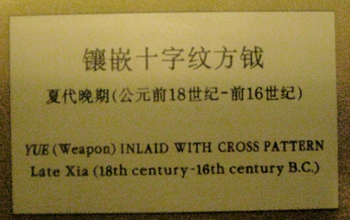 镶嵌十字纹方钺
夏代晚期(公元前18世纪-前16世纪)
YUE (Weapon) INLAID WITH CROSS PATTERN
Late Xia (18th century-16th century B.C.)